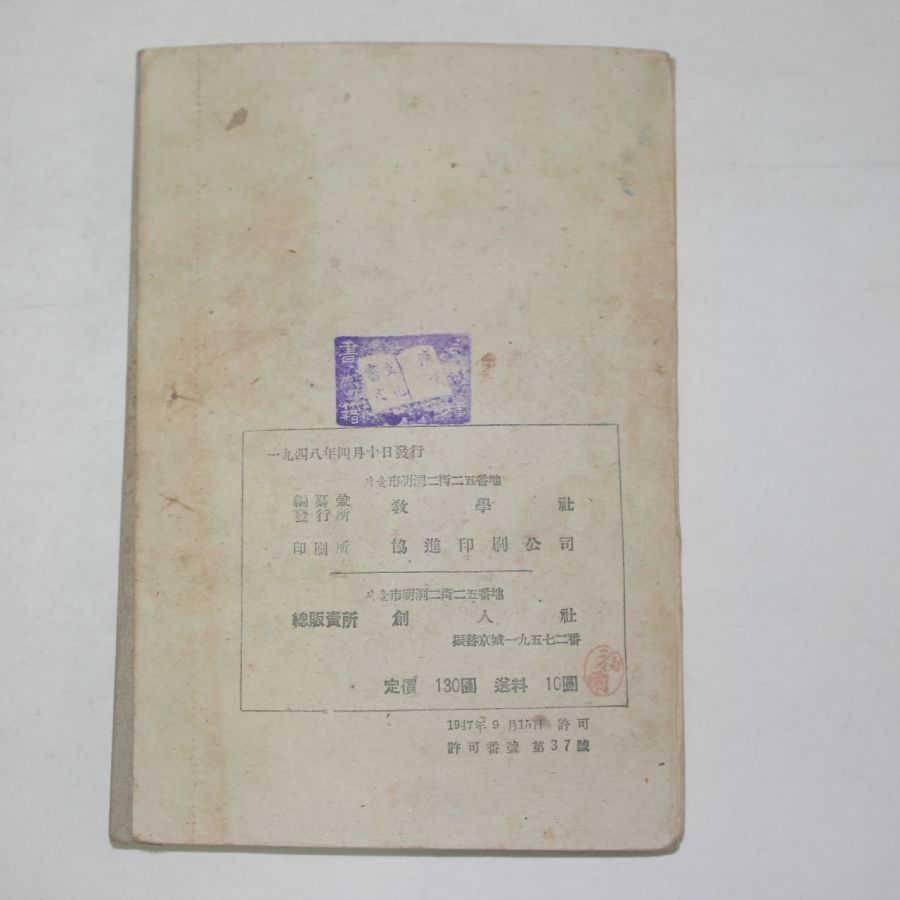 書
籍
文化
一九四八年四月十日發行
서울市明洞二街二五番地
編纂兼
發行所 敎學社
印刷所 協進印刷公司
서울市明洞二街二五番地
總販賣所 創人社
振替京城一九五七二番
定價 130圓 送料 10圓
1947年 9月15日 許可
許可番號 第37號